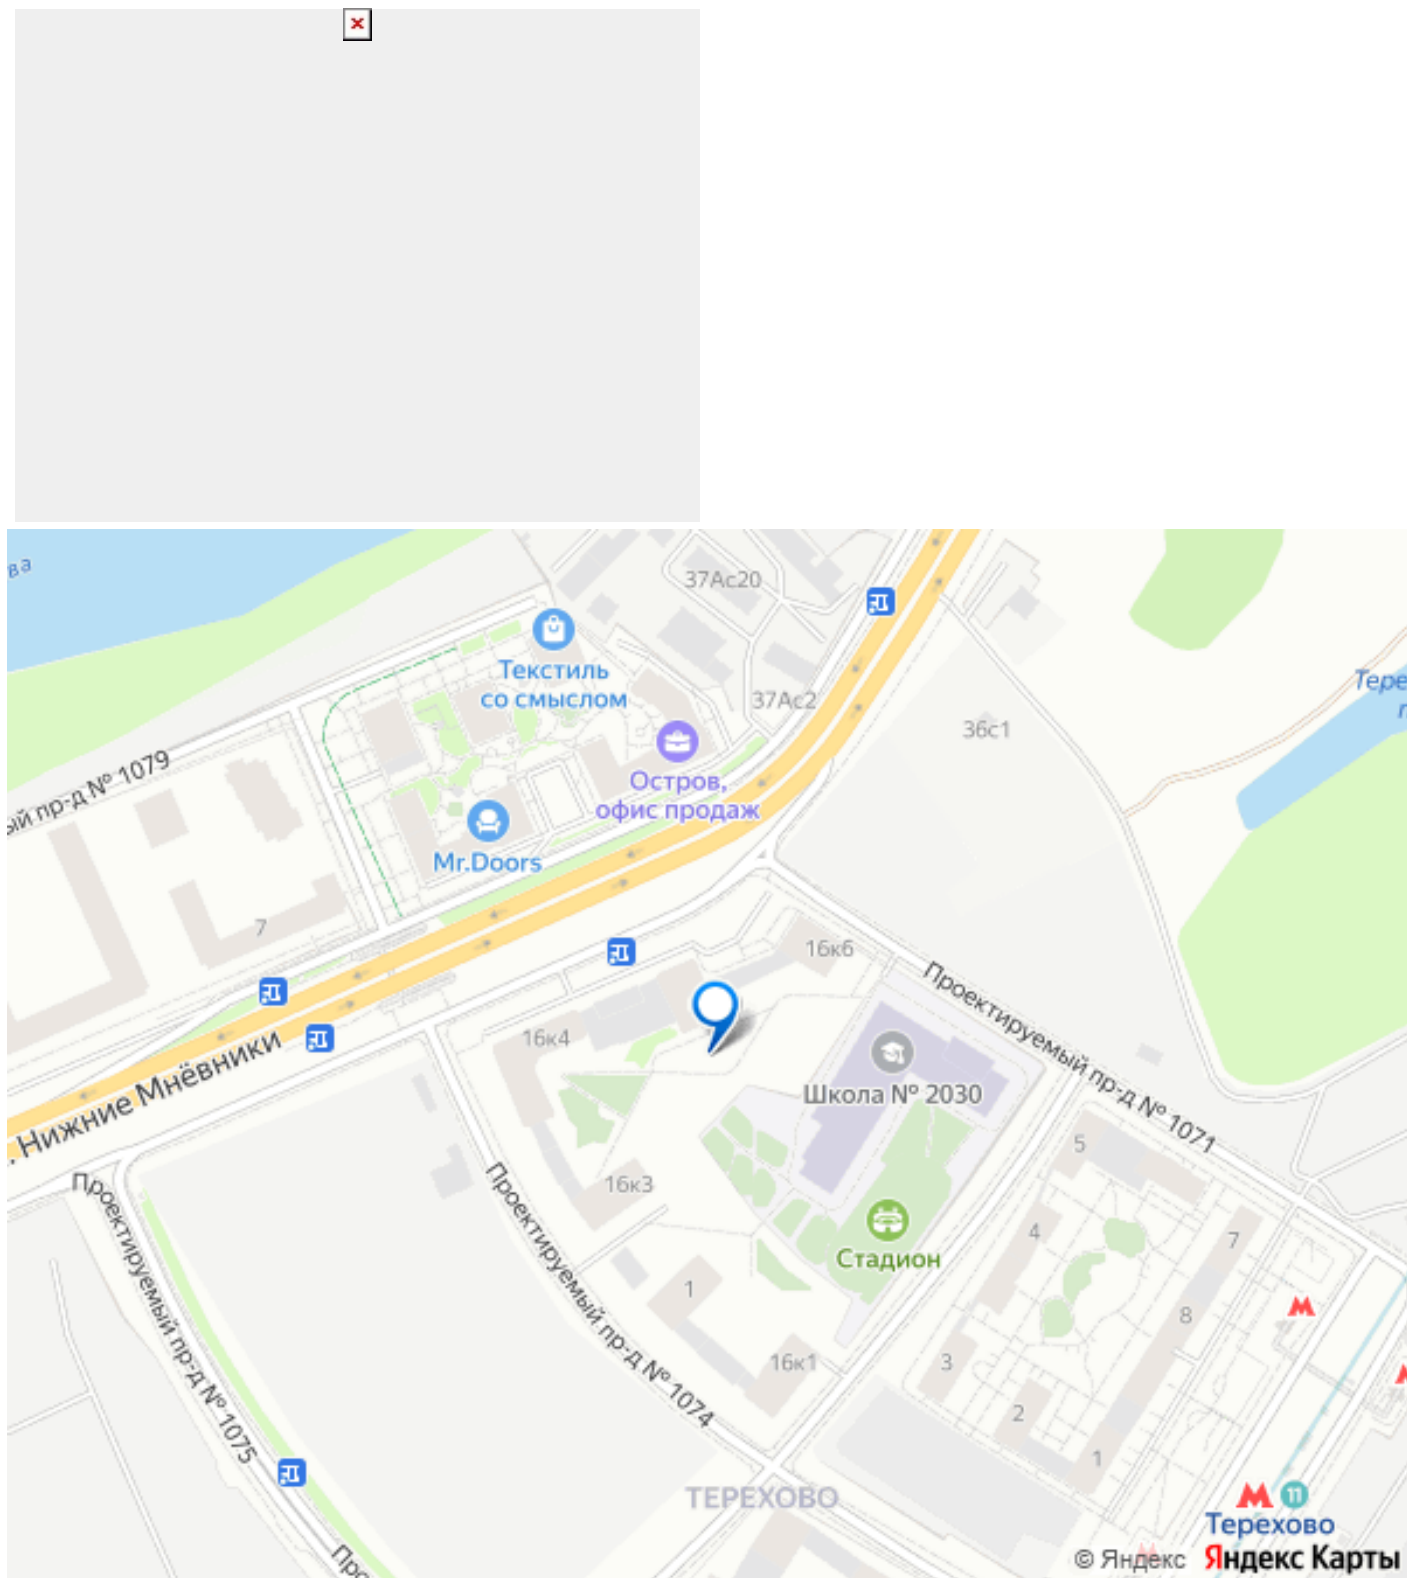 ва
37Ас20
Текстиль
со смыслом
37Ас2
Тере
п
36с1
ый пр-д № 1079
Остров,
офис продаж
Mr.Doors
7
16к6
16к4
Проектируемый пр-д № 1071
. Нижние Мнёвники
Школа № 2030
5
16к3
Проектируемый пр-д № 1075
Проектируемый пр-д № 1074
4
7
Стадион
1
8
16к1
3
2
1
ТЕРЕХОВО
11
Терехово
Прое
© Яндекс Яндекс Карты